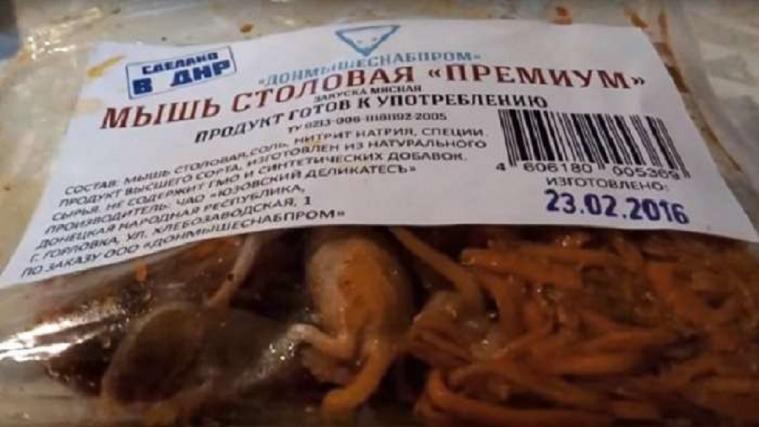 СДЕЛАНО
В ДНР
«ДОНМЫШЕСНАБПРОМ»
МЫШЬ СТОЛОВАЯ «ПРЕМИУМ»
ЗАКУСКА МЯСНАЯ
ПРОДУКТ ГОТОВ К УПОТРЕБЛЕНИЮ
ТУ 0213-006-11181192-2005
СОСТАВ: МЫШЬ СТОЛОВАЯ,СОЛЬ, НИТРИТ НАТРИЯ, СПЕЦИИ.
ПРОДУКТ ВЫСШЕГО СОРТА, ИЗГОТОВЛЕН ИЗ НАТУРАЛЬНОГО
СЫРЬЯ. НЕ СОДЕРЖИТ ГМО И СИНТЕТИЧЕСКИХ ДОБАВОК.
ПРОИЗВОДИТЕЛЬ: ЧАО «ЮЗОВСКИЙ ДЕЛИКАТЕСЪ»
ДОНЕЦКАЯ НАРОДНАЯ РЕСПУБЛИКА,
Г. ГОРЛОВКА, УЛ. ХЛЕБОЗАВОДСКАЯ, 1
ПО ЗАКАЗУ ООО «ДОНМЫШЕСНАБПРОМ»
4 606180 005369
ИЗГОТОВЛЕНО:
23.02.2016